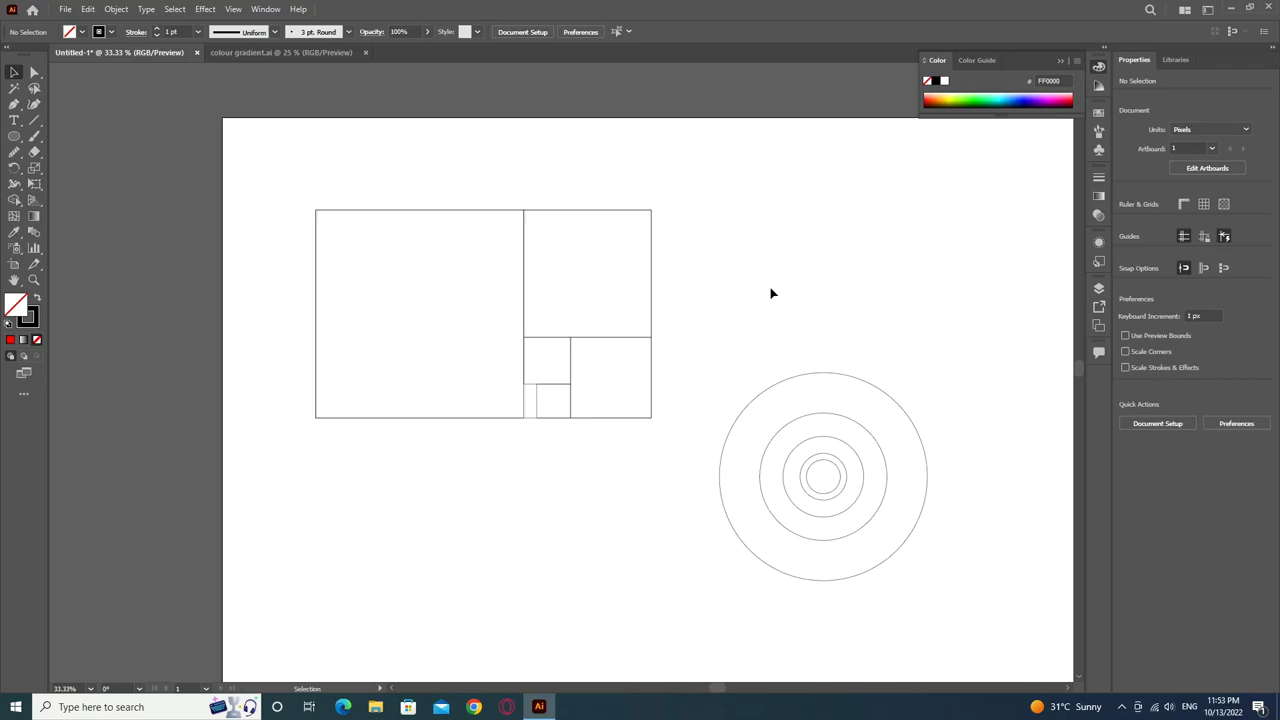 Ai File Edit Object Type Select Effect View Window Help
No Selection Stroke: 1 pt Uniform 3 pt. Round Opacity: 100% Style: Document Setup Preferences
Untitled-1* @ 33.33 % (RGB/Preview) × colour gradient.ai @ 25 % (RGB/Preview) ×
Color Color Guide
# FF0000
Properties Libraries
No Selection
Document
Units: Pixels
Artboard: 1
Edit Artboards
Ruler & Grids
Guides
Snap Options
Preferences
Keyboard Increment: 1 px
Use Preview Bounds
Scale Corners
Scale Strokes & Effects
Quick Actions
Document Setup Preferences
33.33% 0° 1 Selection
Type here to search
Ai
31°C Sunny ENG 11:53 PM
10/13/2022